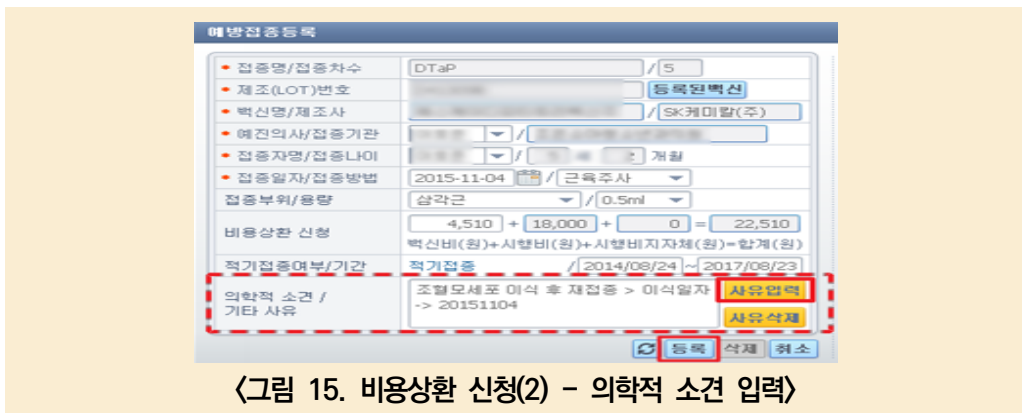 예방접종등록
• 접종명/접종차수 DTaP / 5
• 제조(LOT)번호 등록된백신
• 백신명/제조사 / SK케미칼(주)
• 예진의사/접종기관 /
• 접종자명/접종나이 / 개월
• 접종일자/접종방법 2015-11-04 / 근육주사
접종부위/용량 삼각근 / 0.5ml
비용상환 신청 4,510 + 18,000 + 0 = 22,510
백신비(원)+시행비(원)+시행비지자체(원)=합계(원)
적기접종여부/기간 적기접종 / 2014/08/24 ~ 2017/08/23
의학적 소견 /
기타 사유
조혈모세포 이식 후 재접종 > 이식일자
-> 20151104
사유입력
사유삭제
등록 삭제 취소
〈그림 15. 비용상환 신청(2) - 의학적 소견 입력〉